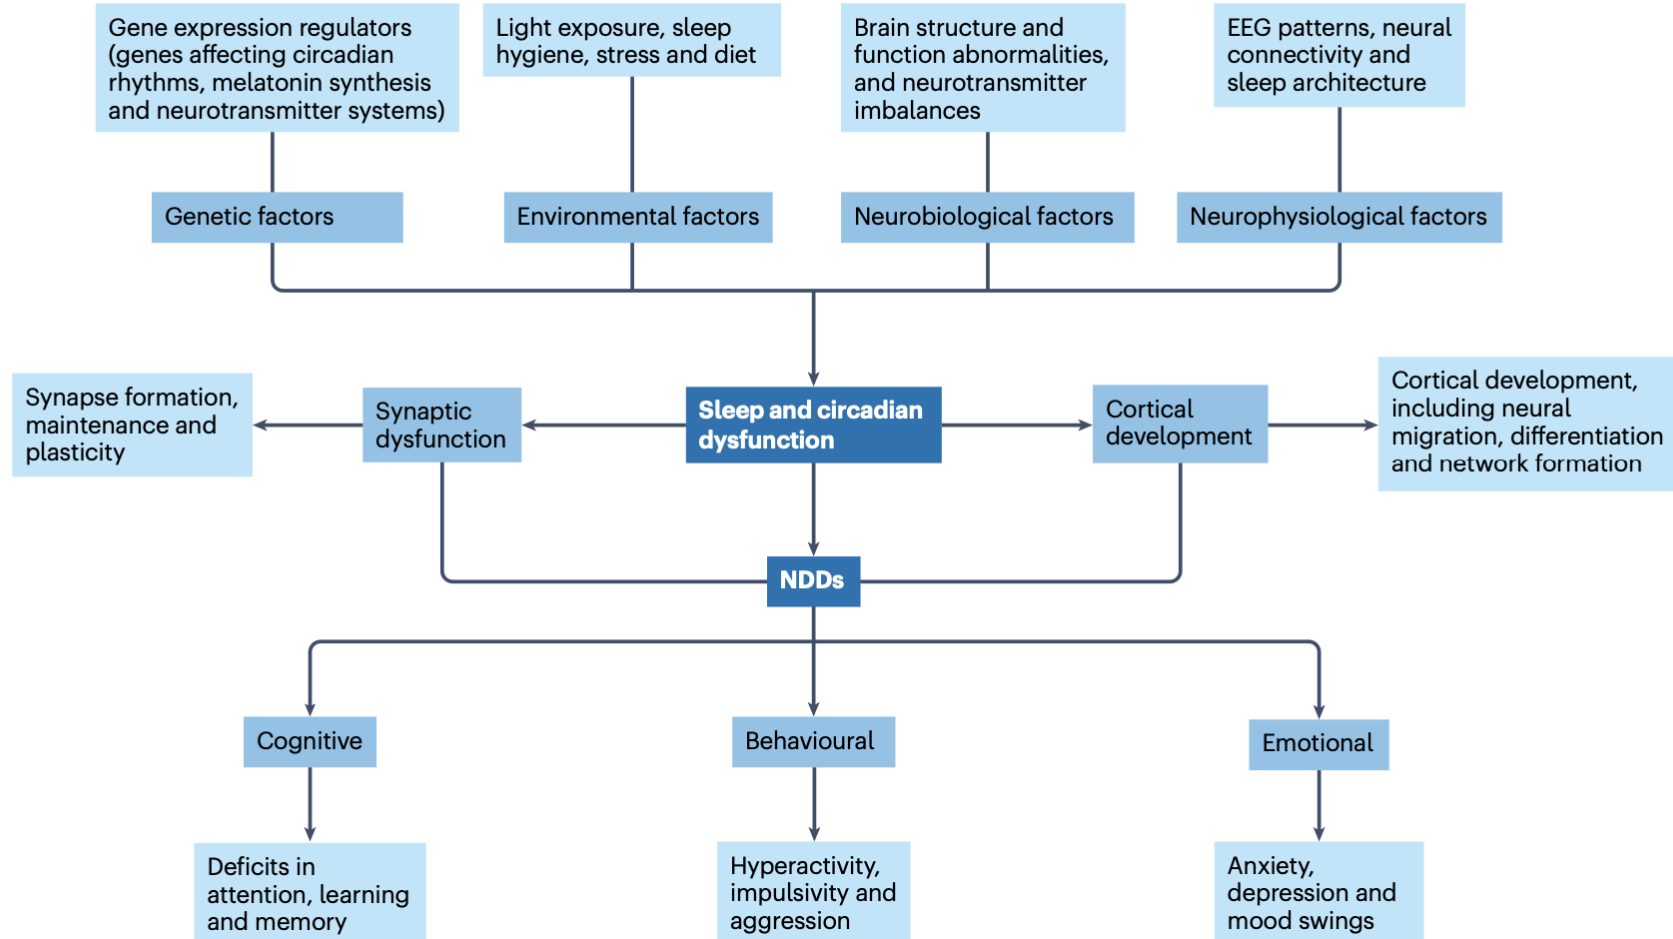 Gene expression regulators
(genes affecting circadian
rhythms, melatonin synthesis
and neurotransmitter systems)
Light exposure, sleep
hygiene, stress and diet
Brain structure and
function abnormalities,
and neurotransmitter
imbalances
EEG patterns, neural
connectivity and
sleep architecture
Genetic factors
Environmental factors
Neurobiological factors
Neurophysiological factors
Synapse formation,
maintenance and
plasticity
Synaptic
dysfunction
Sleep and circadian
dysfunction
Cortical
development
Cortical development,
including neural
migration, differentiation
and network formation
NDDs
Cognitive
Behavioural
Emotional
Deficits in
attention, learning
and memory
Hyperactivity,
impulsivity and
aggression
Anxiety,
depression and
mood swings